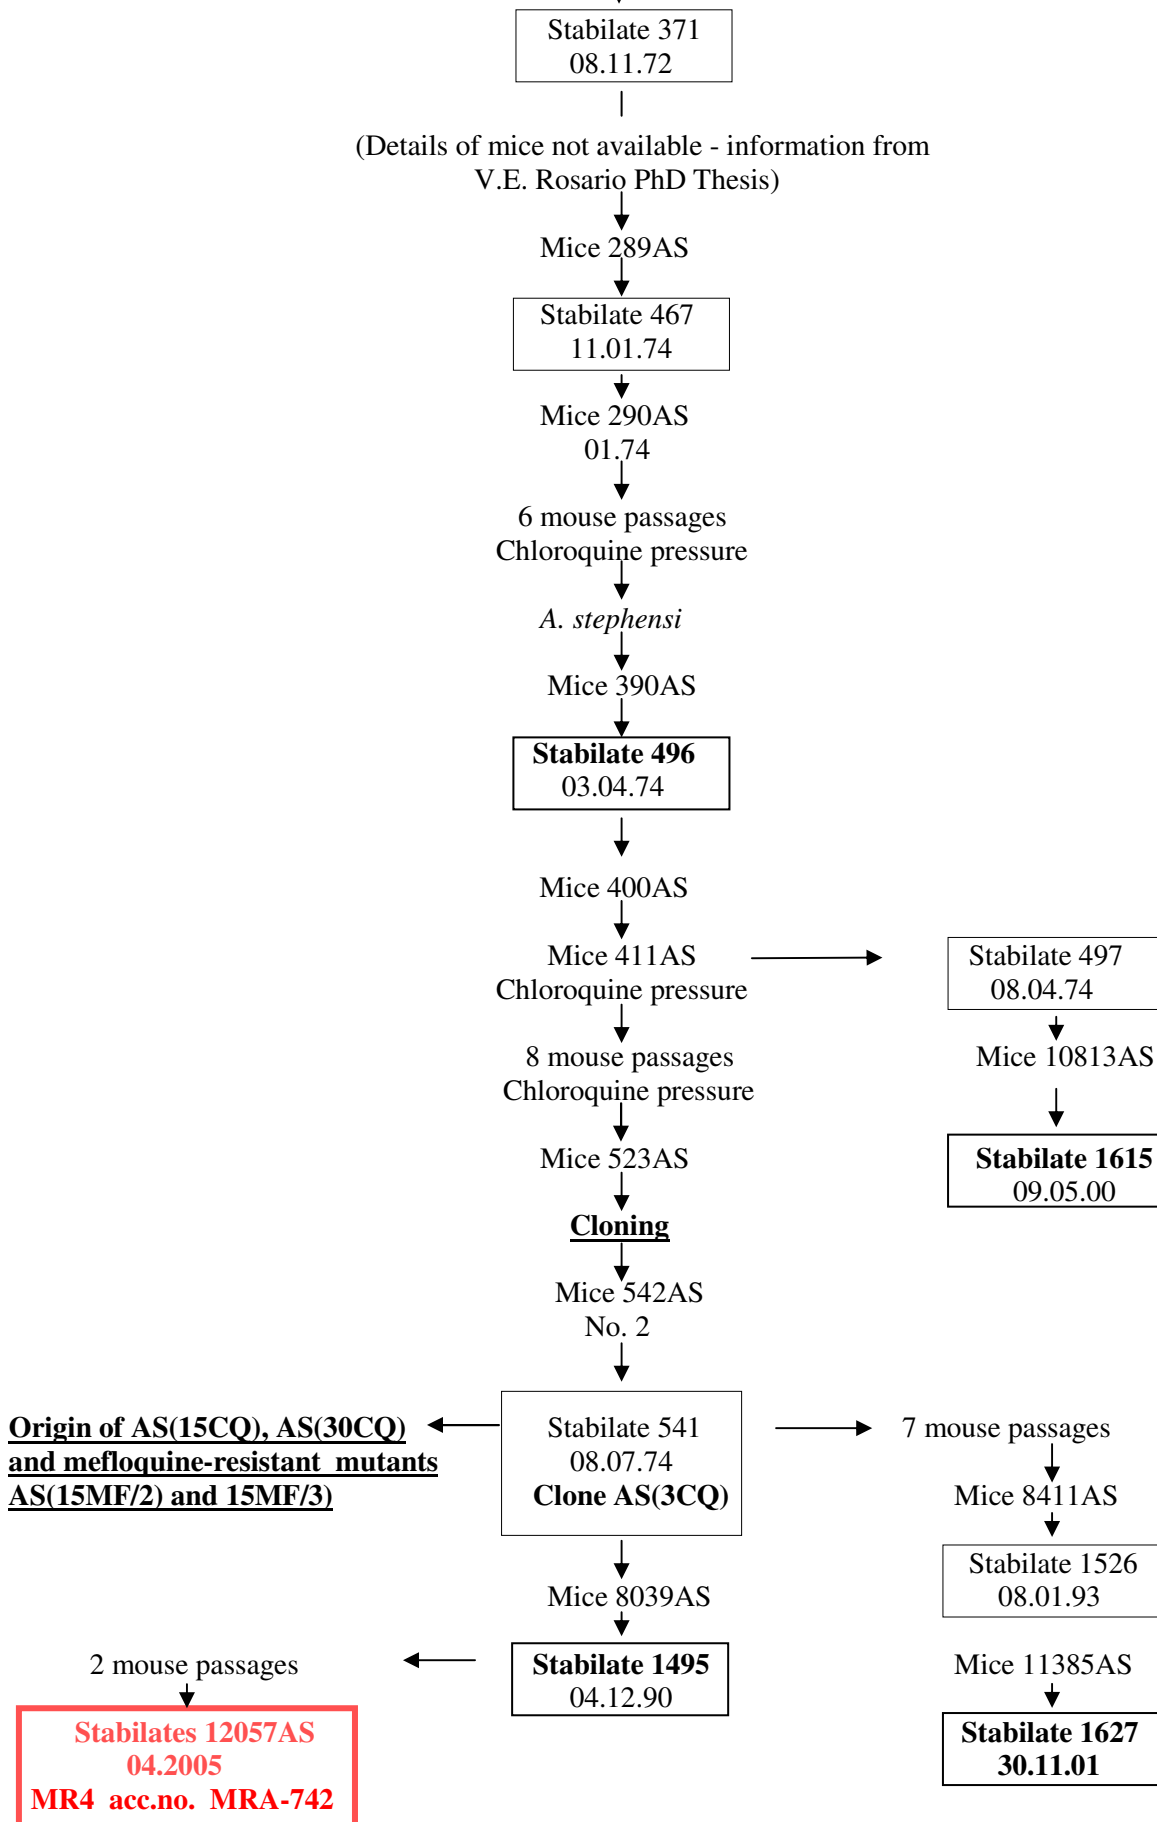 Stabilate 371
08.11.72
(Details of mice not available - information from
V.E. Rosario PhD Thesis)
Mice 289AS
Stabilate 467
11.01.74
Mice 290AS
01.74
6 mouse passages
Chloroquine pressure
A. stephensi
Mice 390AS
Stabilate 496
03.04.74
Mice 400AS
Mice 411AS
Chloroquine pressure
Stabilate 497
08.04.74
8 mouse passages
Chloroquine pressure
Mice 10813AS
Mice 523AS
Stabilate 1615
09.05.00
Cloning
Mice 542AS
No. 2
Origin of AS(15CQ), AS(30CQ)
and mefloquine-resistant mutants
AS(15MF/2) and 15MF/3)
Stabilate 541
08.07.74
Clone AS(3CQ)
7 mouse passages
Mice 8411AS
Stabilate 1526
08.01.93
Mice 8039AS
2 mouse passages
Stabilate 1495
04.12.90
Mice 11385AS
Stabilates 12057AS
04.2005
MR4 acc.no. MRA-742
Stabilate 1627
30.11.01